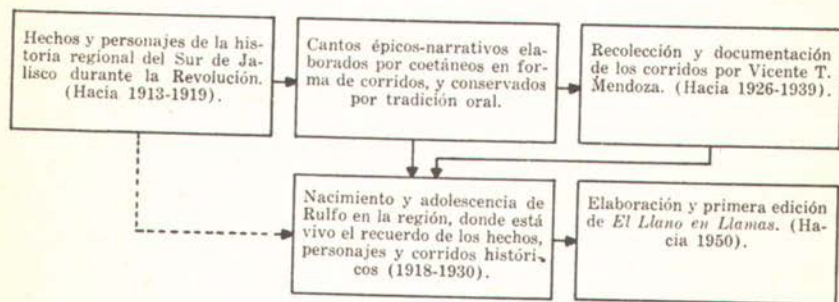 Hechos y personajes de la his-
toria regional del Sur de Ja-
lisco durante la Revolución.
(Hacia 1913-1919).
Cantos épicos-narrativos ela-
borados por coetáneos en for-
ma de corridos, y conservados
por tradición oral.
Recolección y documentación
de los corridos por Vicente T.
Mendoza. (Hacia 1926-1939).
Nacimiento y adolescencia de
Rulfo en la región, donde está
vivo el recuerdo de los hechos,
personajes y corridos históri-
cos (1918-1930).
Elaboración y primera edición
de El Llano en Llamas. (Ha-
cia 1950).